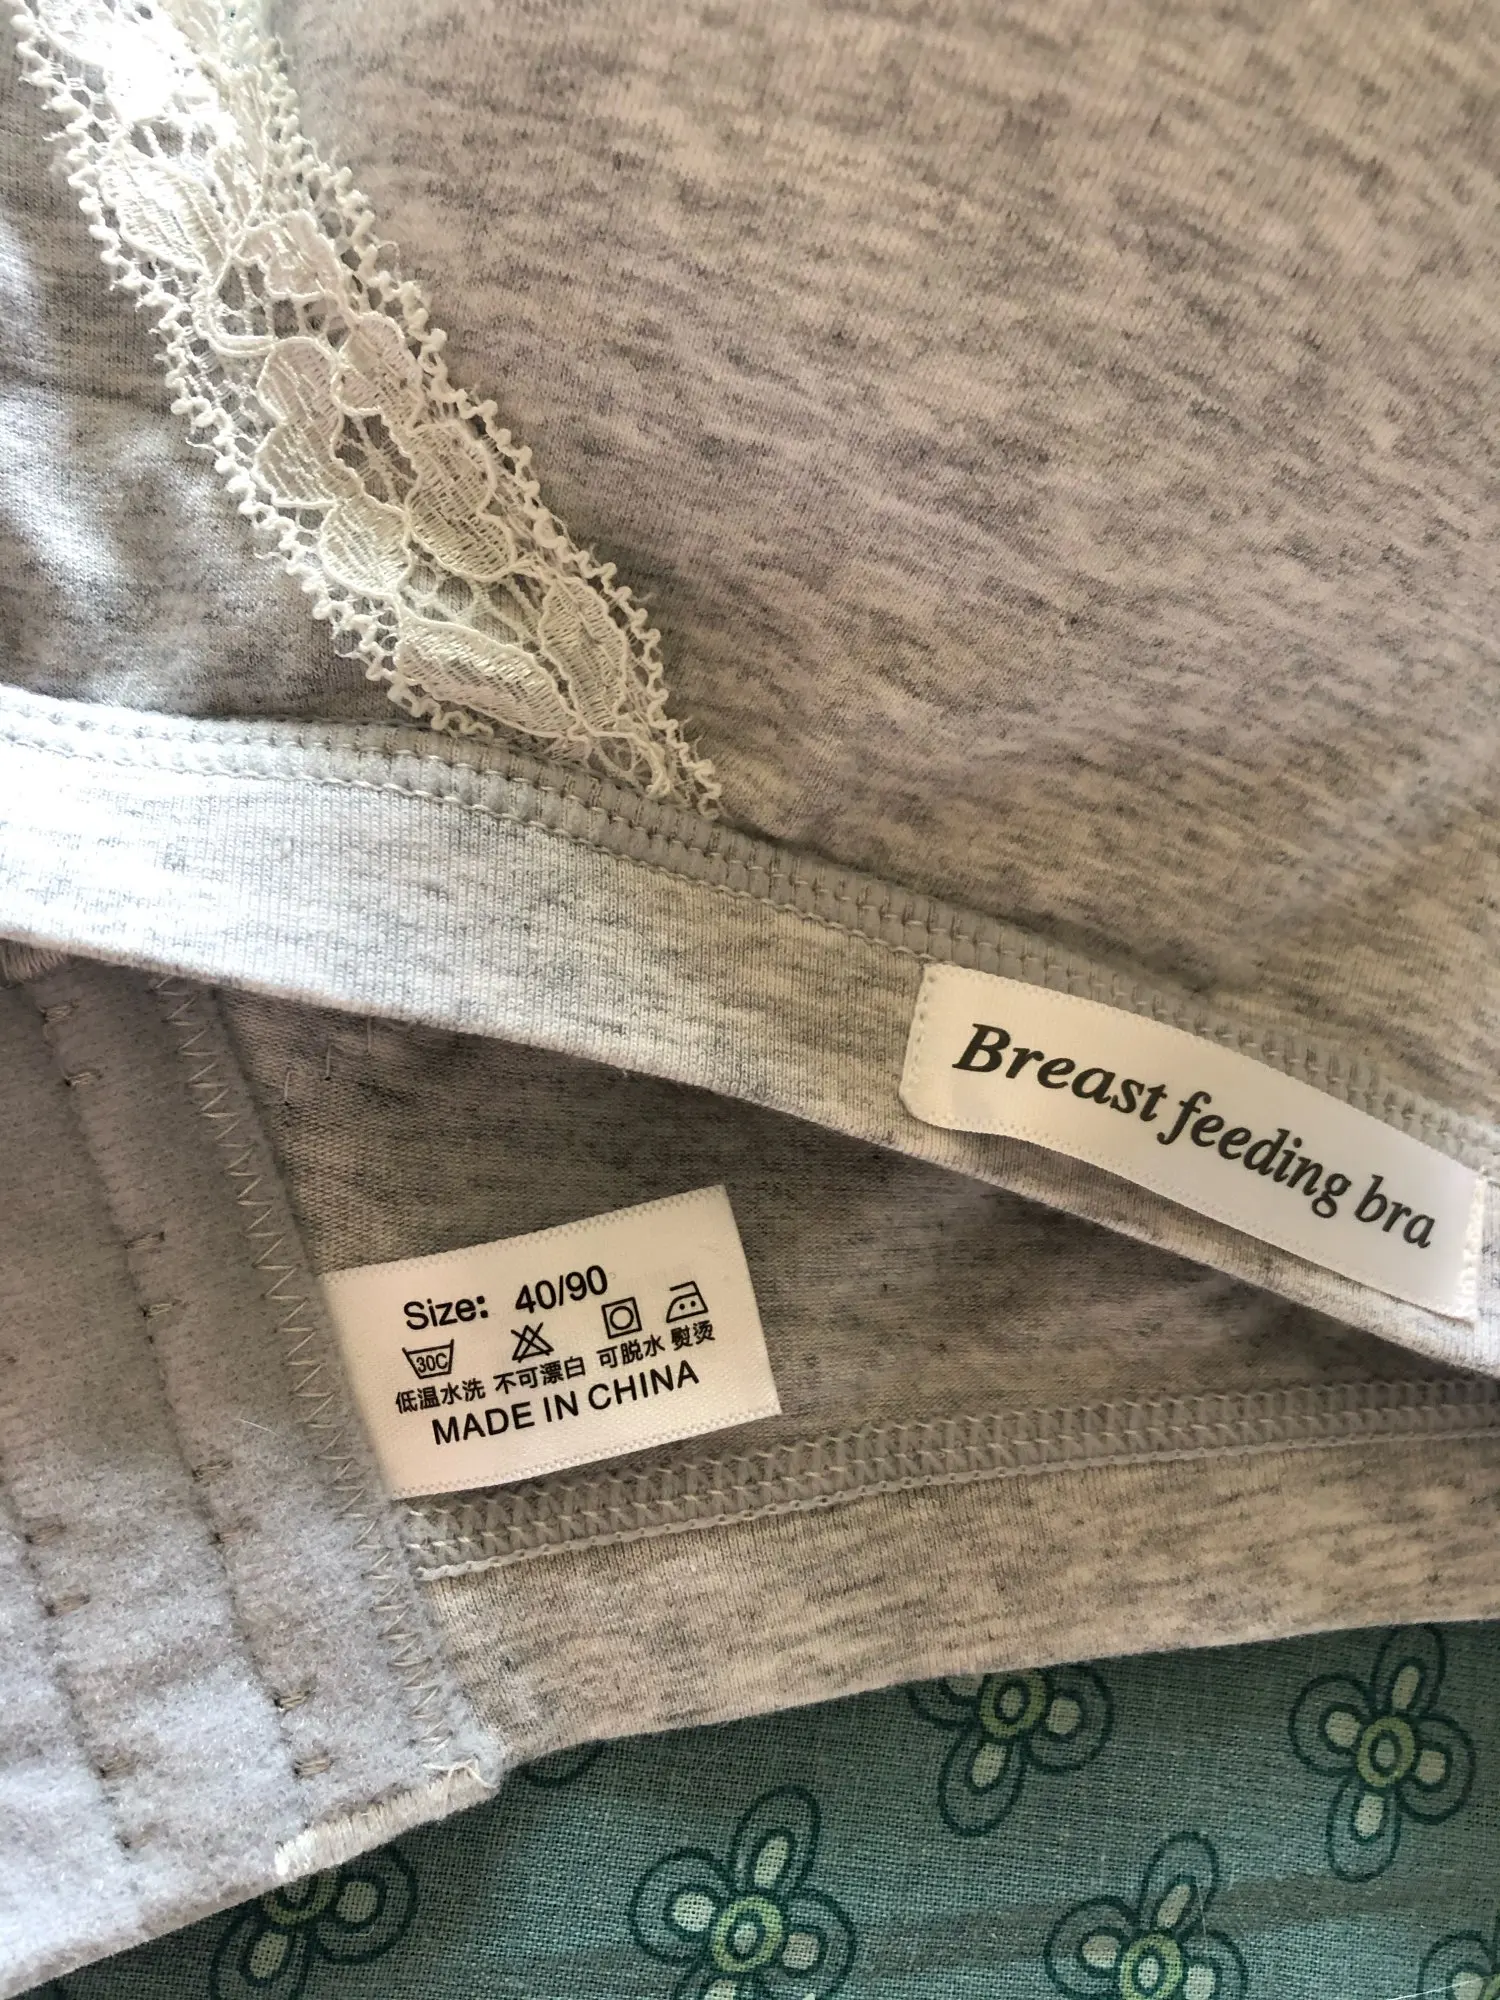 Breast feeding bra
Size: 40/90
30C
低温水洗 不可漂白 可脱水 熨烫
MADE IN CHINA